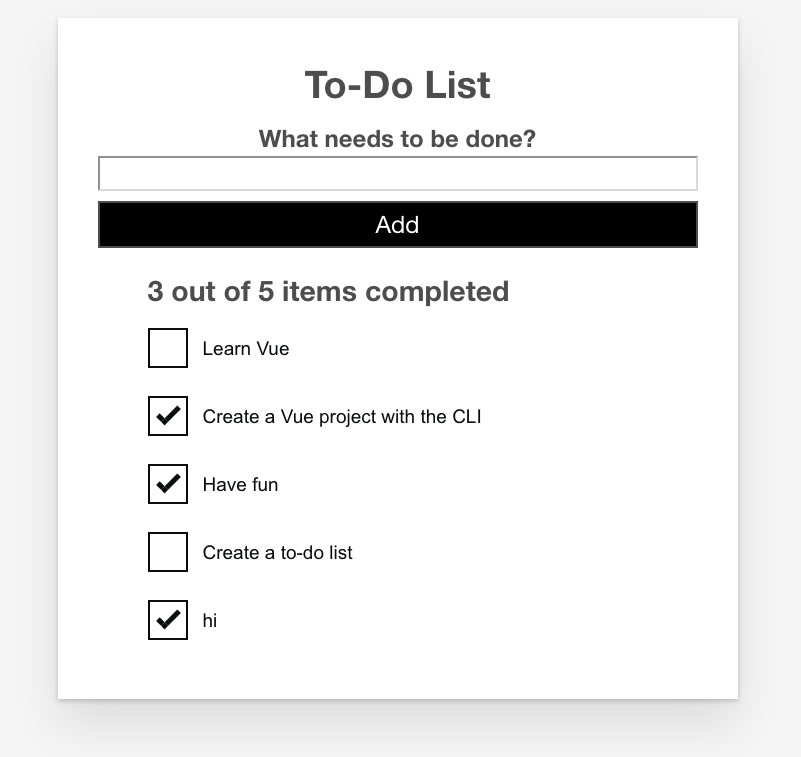 To-Do List
What needs to be done?
Add
3 out of 5 items completed
Learn Vue
Create a Vue project with the CLI
Have fun
Create a to-do list
hi